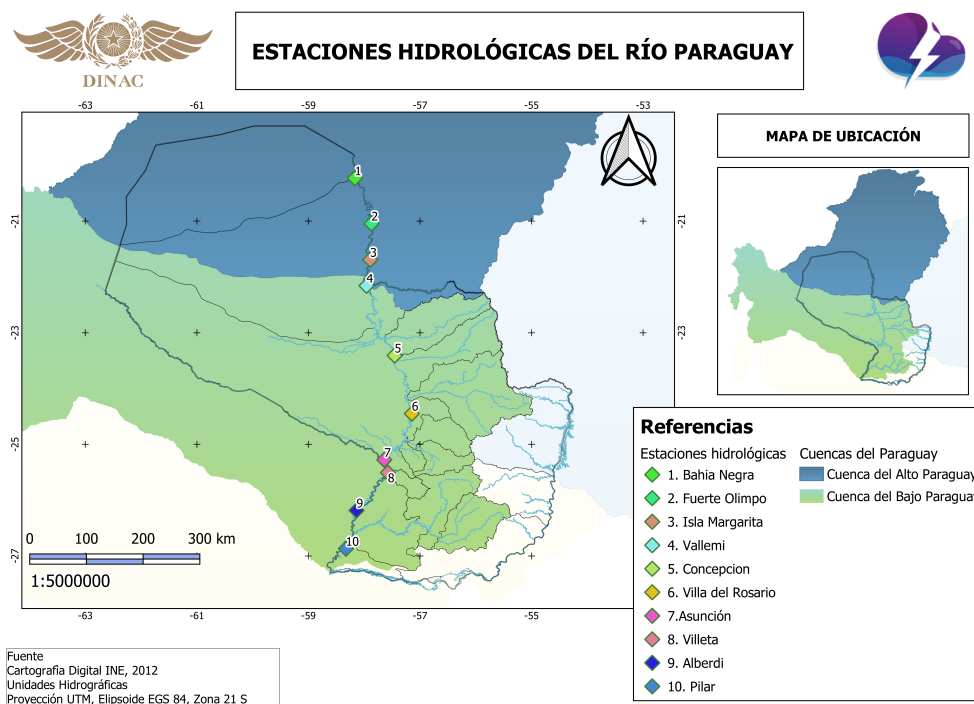 DINAC
ESTACIONES HIDROLÓGICAS DEL RÍO PARAGUAY
-63 -61 -59 -57 -55 -53
MAPA DE UBICACIÓN
1
2
-21 -21
3
4
-23 -23
5
6
Referencias
-25
7
Estaciones hidrológicas Cuencas del Paraguay
8
1. Bahia Negra Cuenca del Alto Paraguay
2. Fuerte Olimpo Cuenca del Bajo Paraguay
9
3. Isla Margarita
0 100 200 300 km
10
4. Vallemi
-27
1:5000000
5. Concepcion
6. Villa del Rosario
-63 -61 -59 -57 -55
7.Asunción
8. Villeta
Fuente
9. Alberdi
Cartografia Digital INE, 2012
Unidades Hidrográficas
10. Pilar
Proyección UTM, Elipsoide EGS 84, Zona 21 S